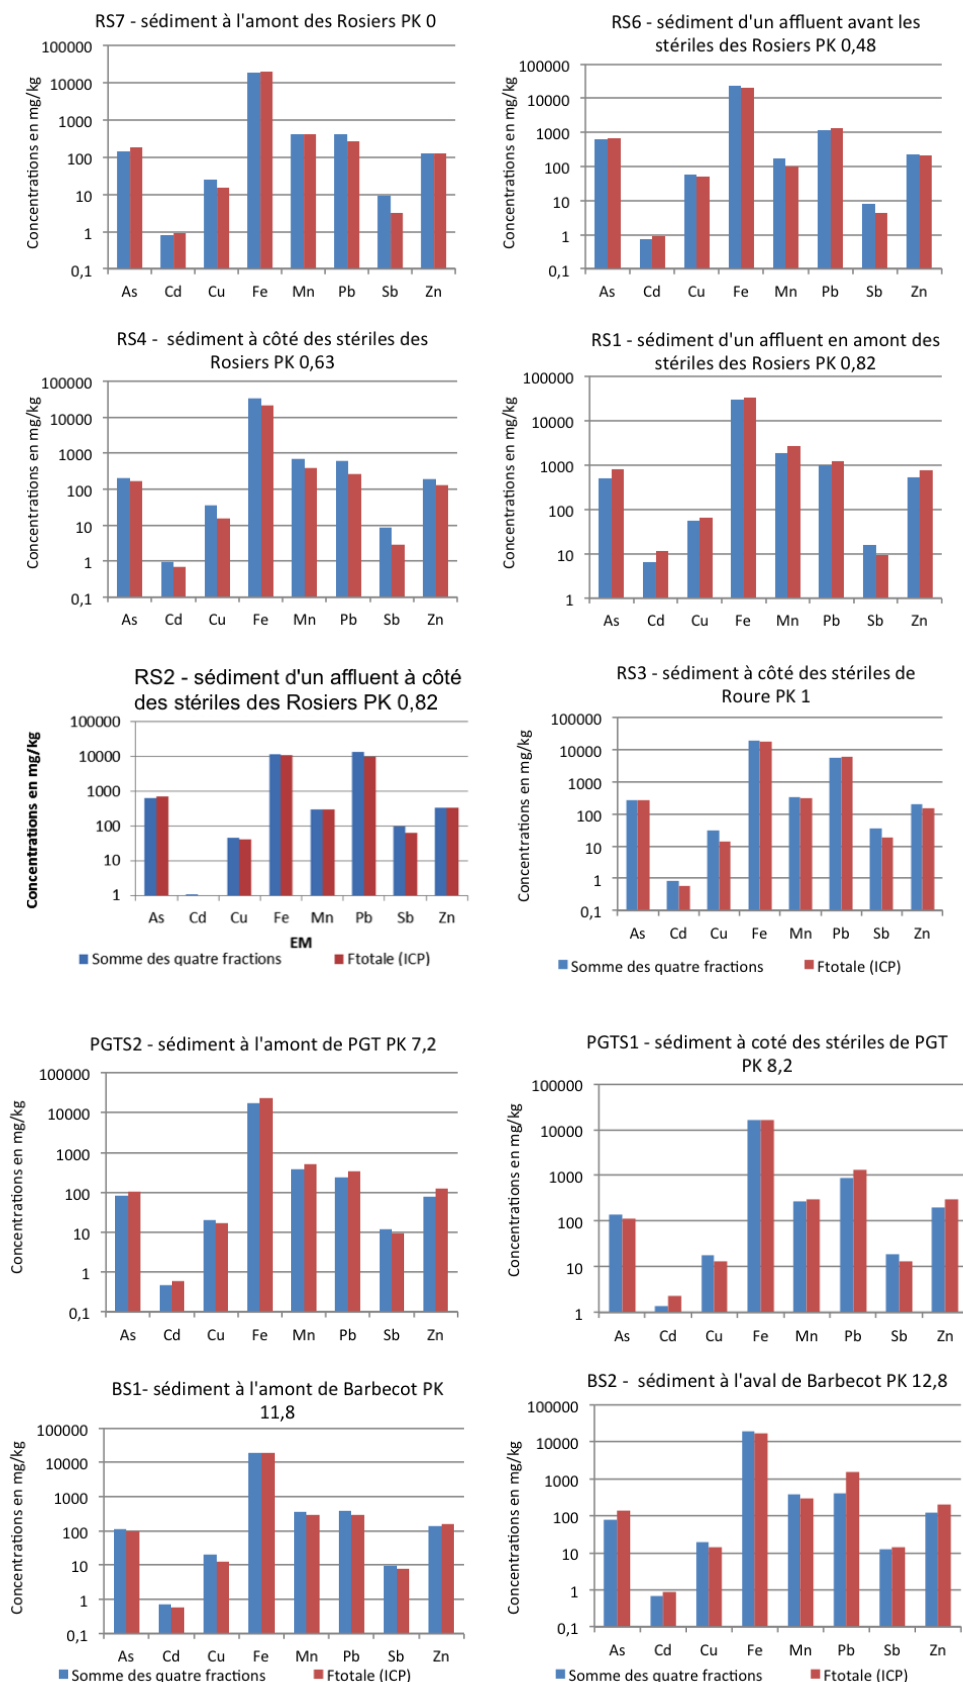 RS7 - sédiment à l'amont des Rosiers PK 0
Concentrations en mg/kg
100000
10000
1000
100
10
1
0,1
As Cd Cu Fe Mn Pb Sb Zn
RS6 - sédiment d'un affluent avant les
stériles des Rosiers PK 0,48
Concentrations en mg/kg
100000
10000
1000
100
10
1
0,1
As Cd Cu Fe Mn Pb Sb Zn
RS4 - sédiment à côté des stériles des
Rosiers PK 0,63
Concentrations en mg/kg
100000
10000
1000
100
10
1
0,1
As Cd Cu Fe Mn Pb Sb Zn
RS1 - sédiment d'un affluent en amont des
stériles des Rosiers PK 0,82
Concentrations en mg/kg
100000
10000
1000
100
10
1
As Cd Cu Fe Mn Pb Sb Zn
RS2 - sédiment d'un affluent à côté
des stériles des Rosiers PK 0,82
Concentrations en mg/kg
100000
10000
1000
100
10
1
As Cd Cu Fe Mn Pb Sb Zn
EM
Somme des quatre fractions Ftotale (ICP)
RS3 - sédiment à côté des stériles de
Roure PK 1
Concentrations en mg/kg
100000
10000
1000
100
10
1
0,1
As Cd Cu Fe Mn Pb Sb Zn
Somme des quatre fractions Ftotale (ICP)
PGTS2 - sédiment à l'amont de PGT PK 7,2
Concentrations en mg/kg
100000
10000
1000
100
10
1
0,1
As Cd Cu Fe Mn Pb Sb Zn
PGTS1 - sédiment à coté des stériles de PGT
PK 8,2
Concentrations en mg/kg
100000
10000
1000
100
10
1
As Cd Cu Fe Mn Pb Sb Zn
BS1- sédiment à l'amont de Barbecot PK
11,8
Concentrations en mg/kg
100000
10000
1000
100
10
1
0,1
As Cd Cu Fe Mn Pb Sb Zn
Somme des quatre fractions Ftotale (ICP)
BS2 - sédiment à l'aval de Barbecot PK 12,8
Concentrations en mg/kg
100000
10000
1000
100
10
1
0,1
As Cd Cu Fe Mn Pb Sb Zn
Somme des quatre fractions Ftotale (ICP)